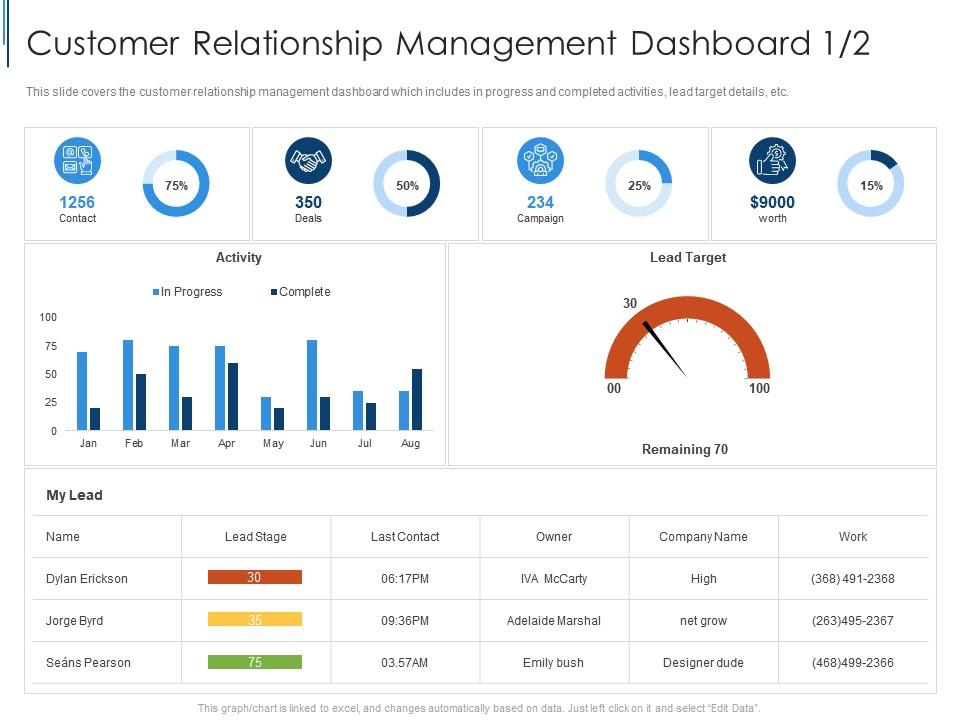 Customer Relationship Management Dashboard 1/2
This slide covers the customer relationship management dashboard which includes in progress and completed activities, lead target details, etc.
1256
Contact
75%
350
Deals
50%
234
Campaign
25%
$9000
worth
15%
Activity
In Progress Complete
100
75
50
25
0
Jan Feb Mar Apr May Jun Jul Aug
Lead Target
30
00 100
Remaining 70
My Lead
Name Lead Stage Last Contact Owner Company Name Work
Dylan Erickson 30 06:17PM IVA McCarty High (368) 491-2368
Jorge Byrd 35 09:36PM Adelaide Marshal net grow (263)495-2367
Seáns Pearson 75 03.57AM Emily bush Designer dude (468)499-2366
This graph/chart is linked to excel, and changes automatically based on data. Just left click on it and select “Edit Data”.